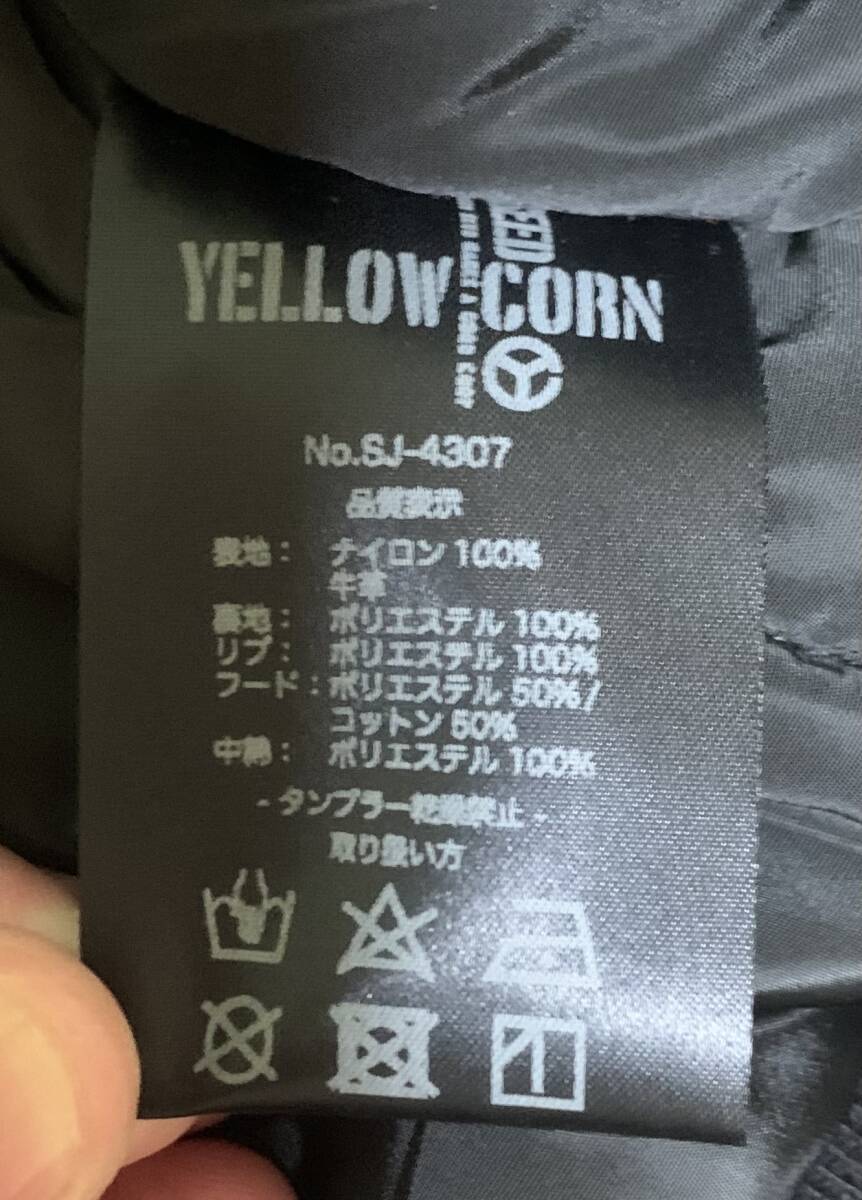 YELLOW CORN
No.SJ-4307
品質表示
表地： ナイロン 100%
牛革
裏地： ポリエステル 100%
リブ： ポリエステル 100%
フード：ポリエステル 50%/
コットン 50%
中綿： ポリエステル 100%
- タンブラー乾燥禁止 -
取り扱い方